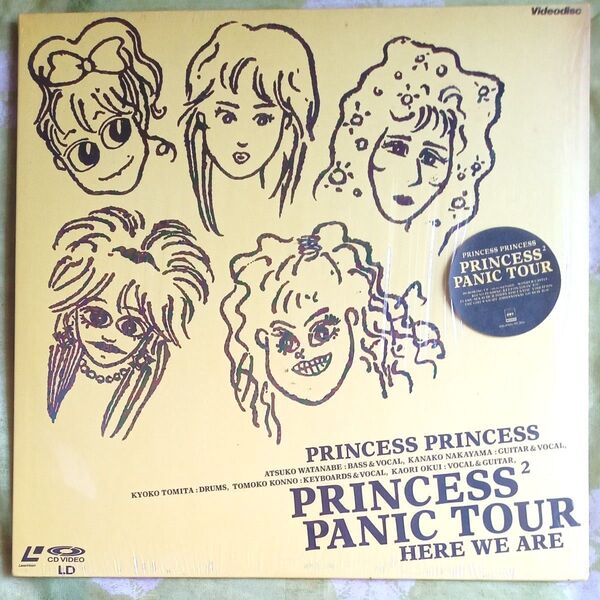 Videodisc
PRINCESS PRINCESS
PRINCESS²
PANIC TOUR
PRINCESS PRINCESS
ATSUKO WATANABE : BASS & VOCAL, KANAKO NAKAYAMA : GUITAR & VOCAL,
KYOKO TOMITA : DRUMS, TOMOKO KONNO : KEYBOARDS & VOCAL, KAORI OKUI : VOCAL & GUITAR,
PRINCESS²
PANIC TOUR
HERE WE ARE
LaserVision
CD VIDEO
LD